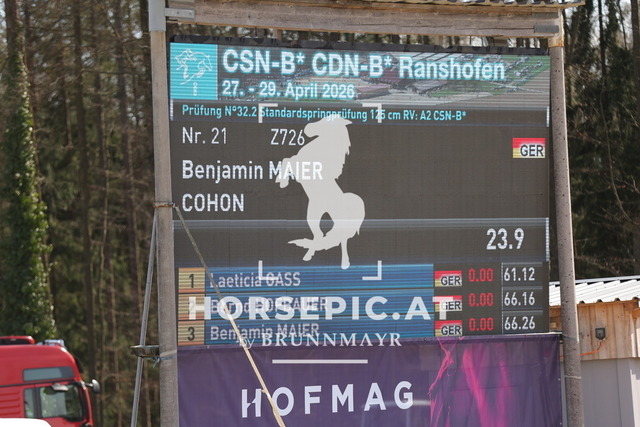 CSN-B* CDN-B* Ranshofen
27. - 29. April 2026
Prüfung N°32.2 Standardspringprüfung 125 cm RV: A2 CSN-B*
Nr. 21 Z726 GER
Benjamin MAIER
COHON
23.9
1 Laeticia GASS GER 0.00 61.12
GER 0.00 66.16
3 Benjamin MAIER GER 0.00 66.26
HORSEPIC.AT
by BRUNNMAYR
HOFMAG